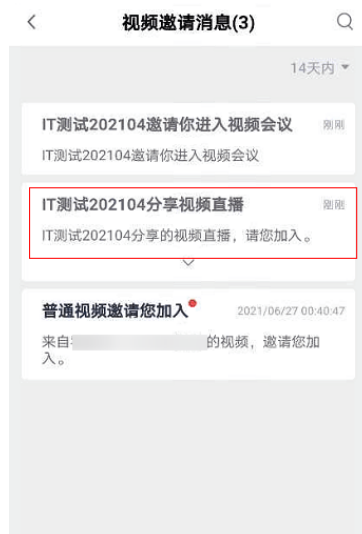 视频邀请消息(3)
14天内
IT测试202104邀请你进入视频会议 刚刚
IT测试202104邀请你进入视频会议
IT测试202104分享视频直播 刚刚
IT测试202104分享的视频直播，请您加入。
普通视频邀请您加入 2021/06/27 00:40:47
来自 的视频，邀请您加
入。